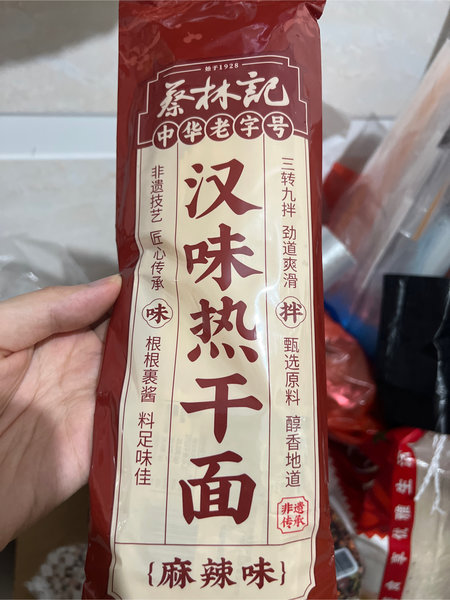 始于1928
蔡林記
中华老字号
三转九拌 劲道爽滑
拌
甄选原料 醇香地道
汉味热干面
非遗技艺 匠心传承
味
根根裹酱 料足味佳
非遗
传承
{麻辣味}